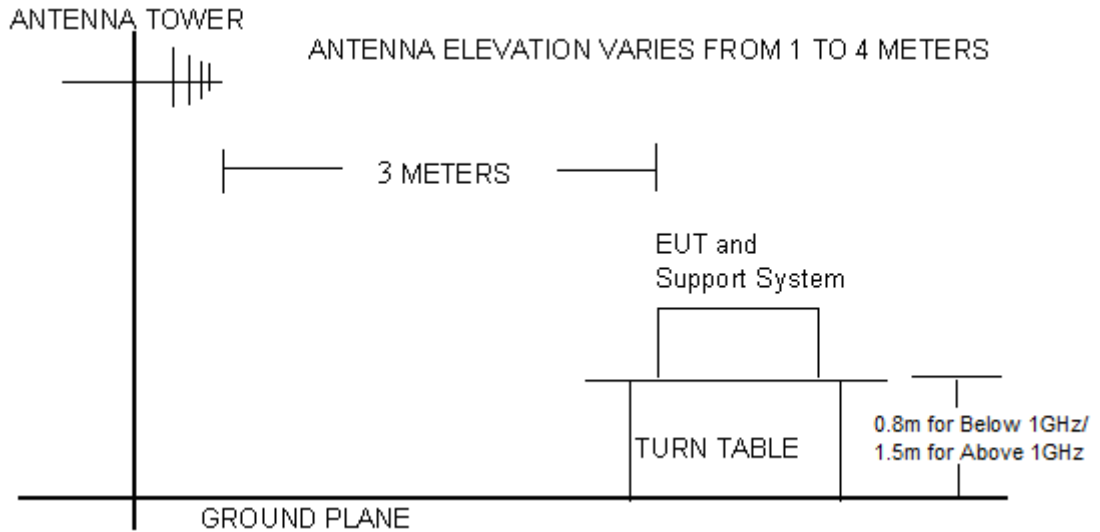 ANTENNA TOWER
ANTENNA ELEVATION VARIES FROM 1 TO 4 METERS
3 METERS
EUT and
Support System
0.8m for Below 1GHz/
1.5m for Above 1GHz
TURN TABLE
GROUND PLANE